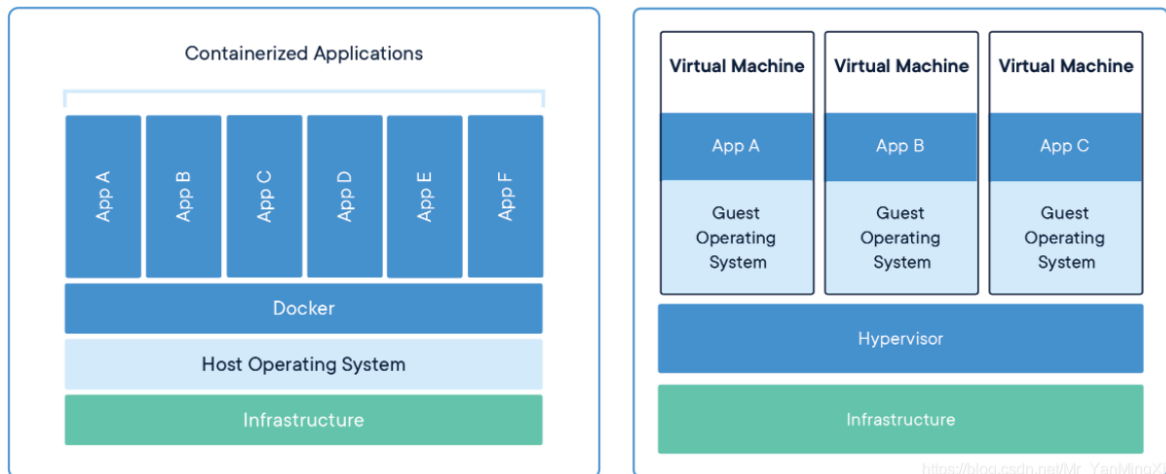 Containerized Applications
App A
App B
App C
App D
App E
App F
Docker
Host Operating System
Infrastructure
Virtual Machine
App A
Guest
Operating
System
Virtual Machine
App B
Guest
Operating
System
Virtual Machine
App C
Guest
Operating
System
Hypervisor
Infrastructure